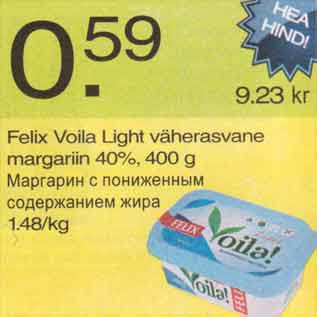 0.59
HEA
HIND!
9.23 kr
Felix Voila Light väherasvane
margariin 40%, 400 g
Маргарин с пониженным
содержанием жира
1.48/kg
FELIX
Voila!
Voila!
FELIX